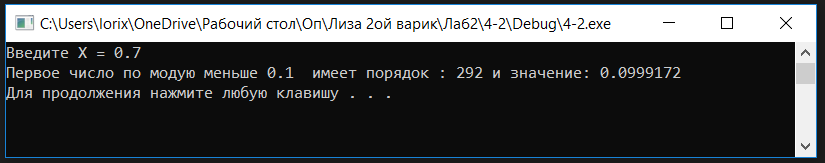 C:\Users\Iorix\OneDrive\Рабочий стол\Оп\Лиза 2ой варик\Лаб2\4-2\Debug\4-2.exe
Введите X = 0.7
Первое число по модую меньше 0.1  имеет порядок : 292 и значение: 0.0999172
Для продолжения нажмите любую клавишу . . .